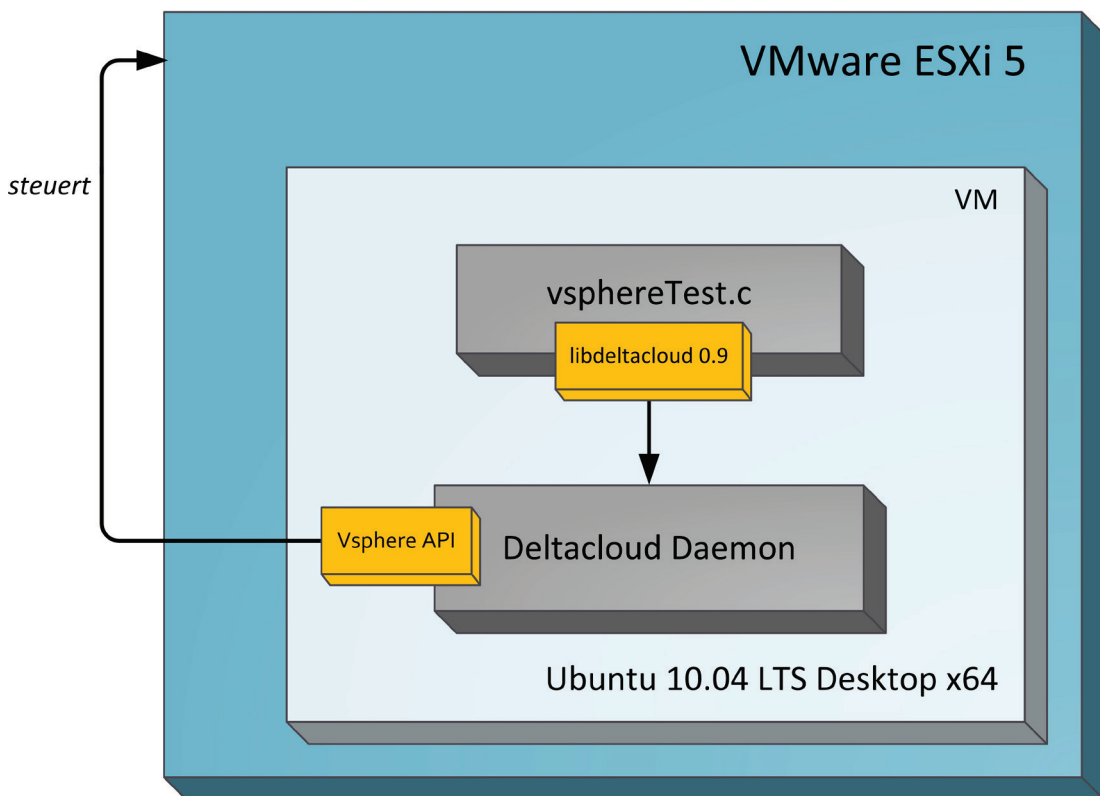 VMware ESXi 5
steuert
VM
vsphereTest.c
libdeltacloud 0.9
Vsphere API
Deltacloud Daemon
Ubuntu 10.04 LTS Desktop x64